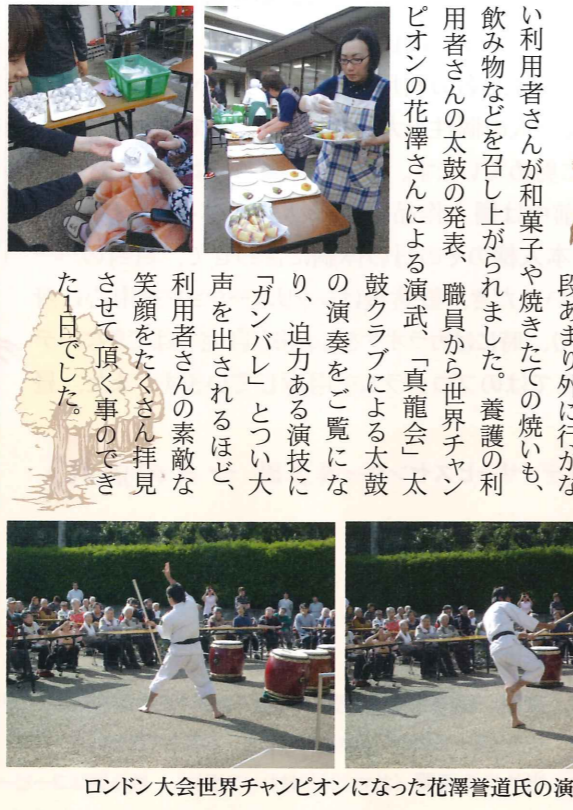 段あまり外に行かな
い利用者さんが和菓子や焼きたての焼いも、
飲み物などを召し上がられました。養護の利
用者さんの太鼓の発表、職員から世界チャン
ピオンの花澤さんによる演武、「真龍会」太
鼓クラブによる太鼓
の演奏をご覧にな
り、迫力ある演技に
「ガンバレ」とつい大
声を出されるほど、
利用者さんの素敵な
笑顔をたくさん拝見
させて頂く事のでき
た1日でした。
ロンドン大会世界チャンピオンになった花澤誉道氏の演